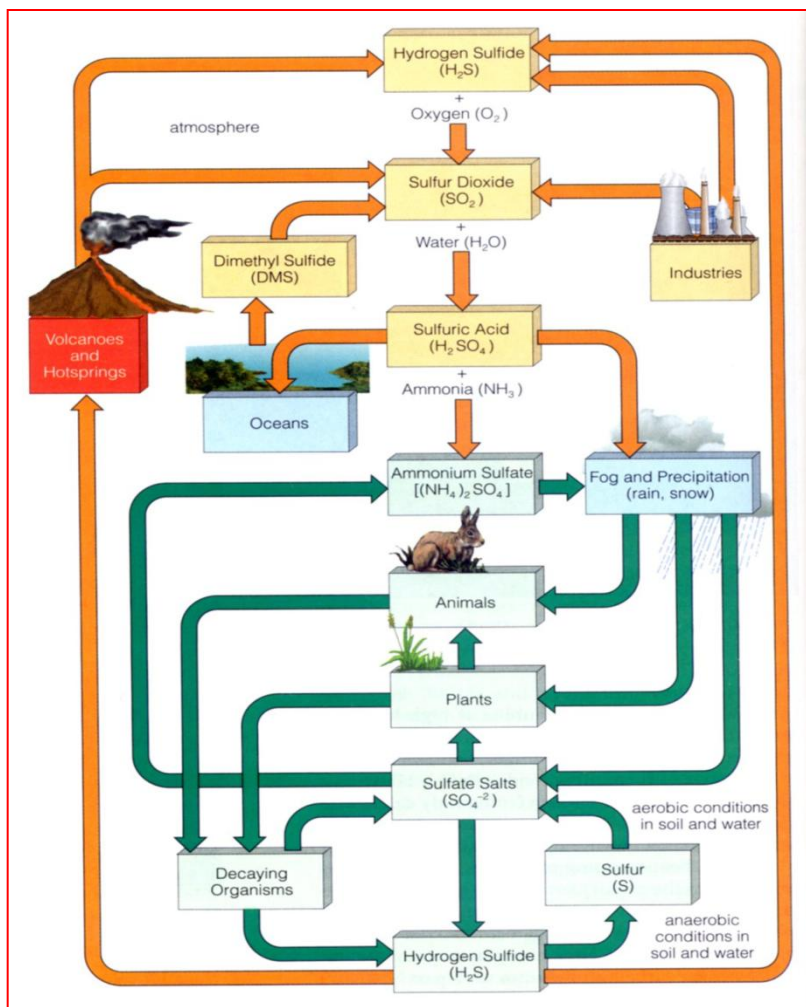 Hydrogen Sulfide
(H₂S)
+
Oxygen (O₂)
atmosphere
Sulfur Dioxide
(SO₂)
+
Water (H₂O)
Dimethyl Sulfide
(DMS)
Industries
Volcanoes
and
Hotsprings
Sulfuric Acid
(H₂SO₄)
+
Ammonia (NH₃)
Oceans
Ammonium Sulfate
[(NH₄)₂SO₄]
Fog and Precipitation
(rain, snow)
Animals
Plants
Sulfate Salts
(SO₄⁻²)
aerobic conditions
in soil and water
Decaying
Organisms
Sulfur
(S)
Hydrogen Sulfide
(H₂S)
anaerobic
conditions in
soil and water